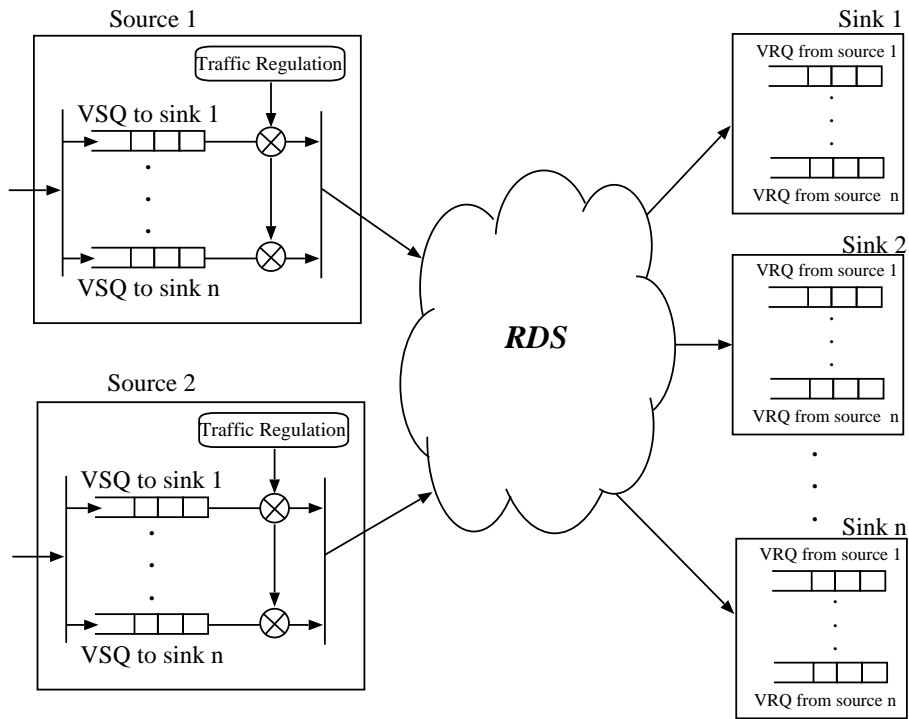 Source 1
Traffic Regulation
VSQ to sink 1
VSQ to sink n
Source 2
Traffic Regulation
VSQ to sink 1
VSQ to sink n
RDS
Sink 1
VRQ from source 1
VRQ from source n
Sink 2
VRQ from source 1
VRQ from source n
Sink n
VRQ from source 1
VRQ from source n